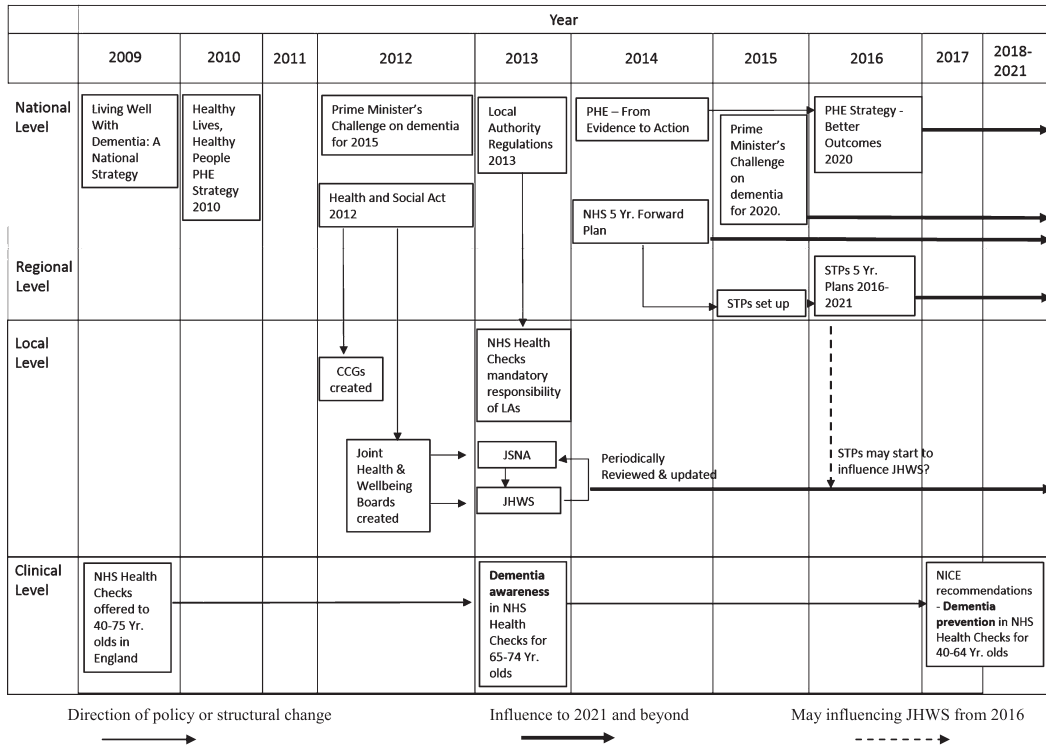 Year
2009
2010
2011
2012
2013
2014
2015
2016
2017
2018-
2021
National
Level
Living Well
With
Dementia: A
National
Strategy
Healthy
Lives,
Healthy
People
PHE
Strategy
2010
Prime Minister's
Challenge on dementia
for 2015
Health and Social Act
2012
Local
Authority
Regulations
2013
PHE – From
Evidence to Action
NHS 5 Yr. Forward
Plan
Prime
Minister's
Challenge
on
dementia
for 2020.
PHE Strategy -
Better
Outcomes
2020
Regional
Level
STPs set up
STPs 5 Yr.
Plans 2016-
2021
Local
Level
CCGs
created
NHS Health
Checks
mandatory
responsibility
of LAs
Joint
Health &
Wellbeing
Boards
created
JSNA
JHWS
Periodically
Reviewed & updated
STPs may start to
influence JHWS?
Clinical
Level
NHS Health
Checks
offered to
40-75 Yr.
olds in
England
Dementia
awareness
in NHS
Health
Checks for
65-74 Yr.
olds
NICE
recommendations
- Dementia
prevention in NHS
Health Checks for
40-64 Yr. olds
Direction of policy or structural change
Influence to 2021 and beyond
May influencing JHWS from 2016